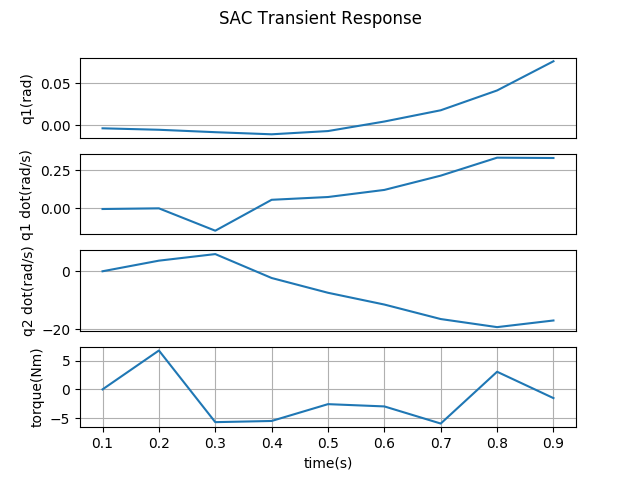 SAC Transient Response
q1(rad)
0.05
0.00
q1 dot(rad/s)
0.25
0.00
q2 dot(rad/s)
0
−20
torque(Nm)
5
0
−5
0.1 0.2 0.3 0.4 0.5 0.6 0.7 0.8 0.9
time(s)